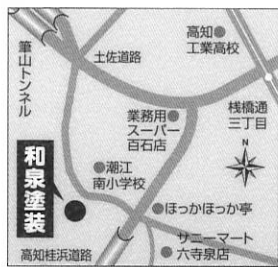 高知
工業高校
土佐道路
筆山トンネル
桟橋通
三丁目
業務用
スーパー
百石店
N
和泉塗装
潮江
南小学校
ほっかほっか亭
サニーマート
六寺泉店
高知桂浜道路